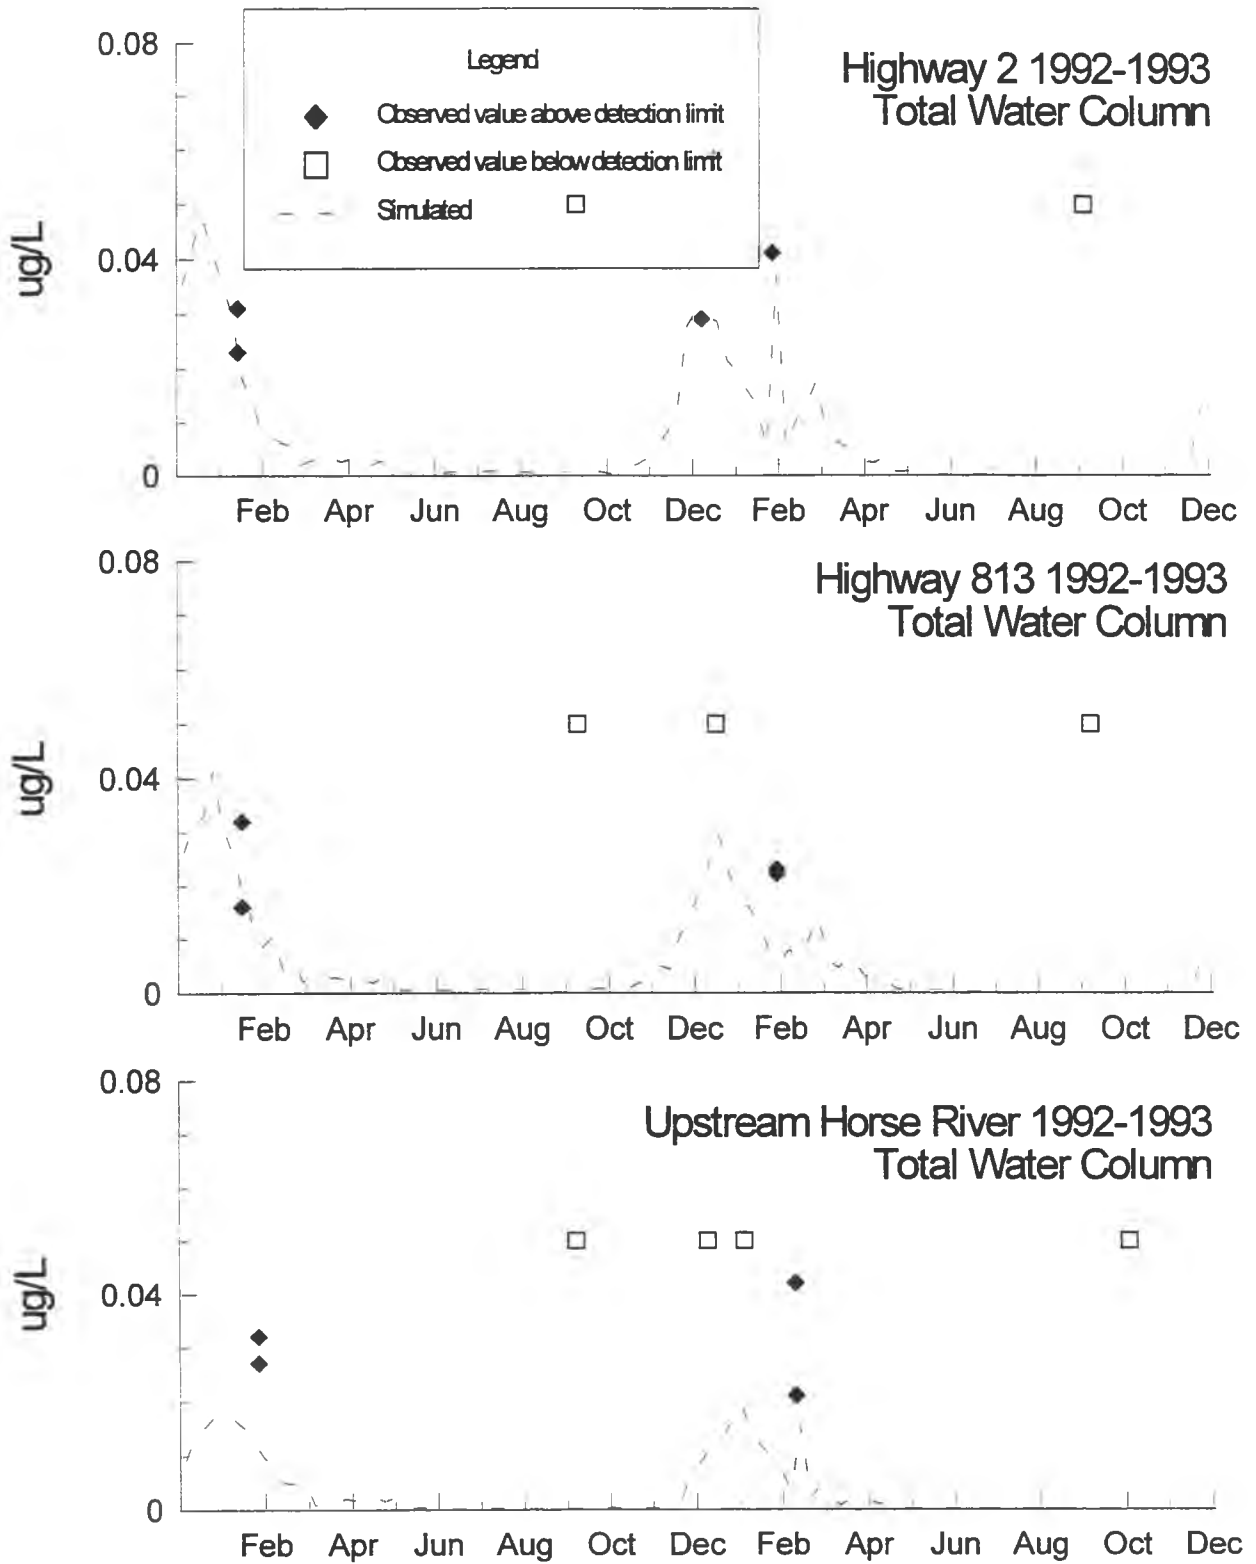 0.08
Legend
Observed value above detection limit
Observed value below detection limit
Simulated
Highway 2 1992-1993
Total Water Column
ug/L
0.04
0
Feb Apr Jun Aug Oct Dec Feb Apr Jun Aug Oct Dec
0.08
Highway 813 1992-1993
Total Water Column
ug/L
0.04
0
Feb Apr Jun Aug Oct Dec Feb Apr Jun Aug Oct Dec
0.08
Upstream Horse River 1992-1993
Total Water Column
ug/L
0.04
0
Feb Apr Jun Aug Oct Dec Feb Apr Jun Aug Oct Dec